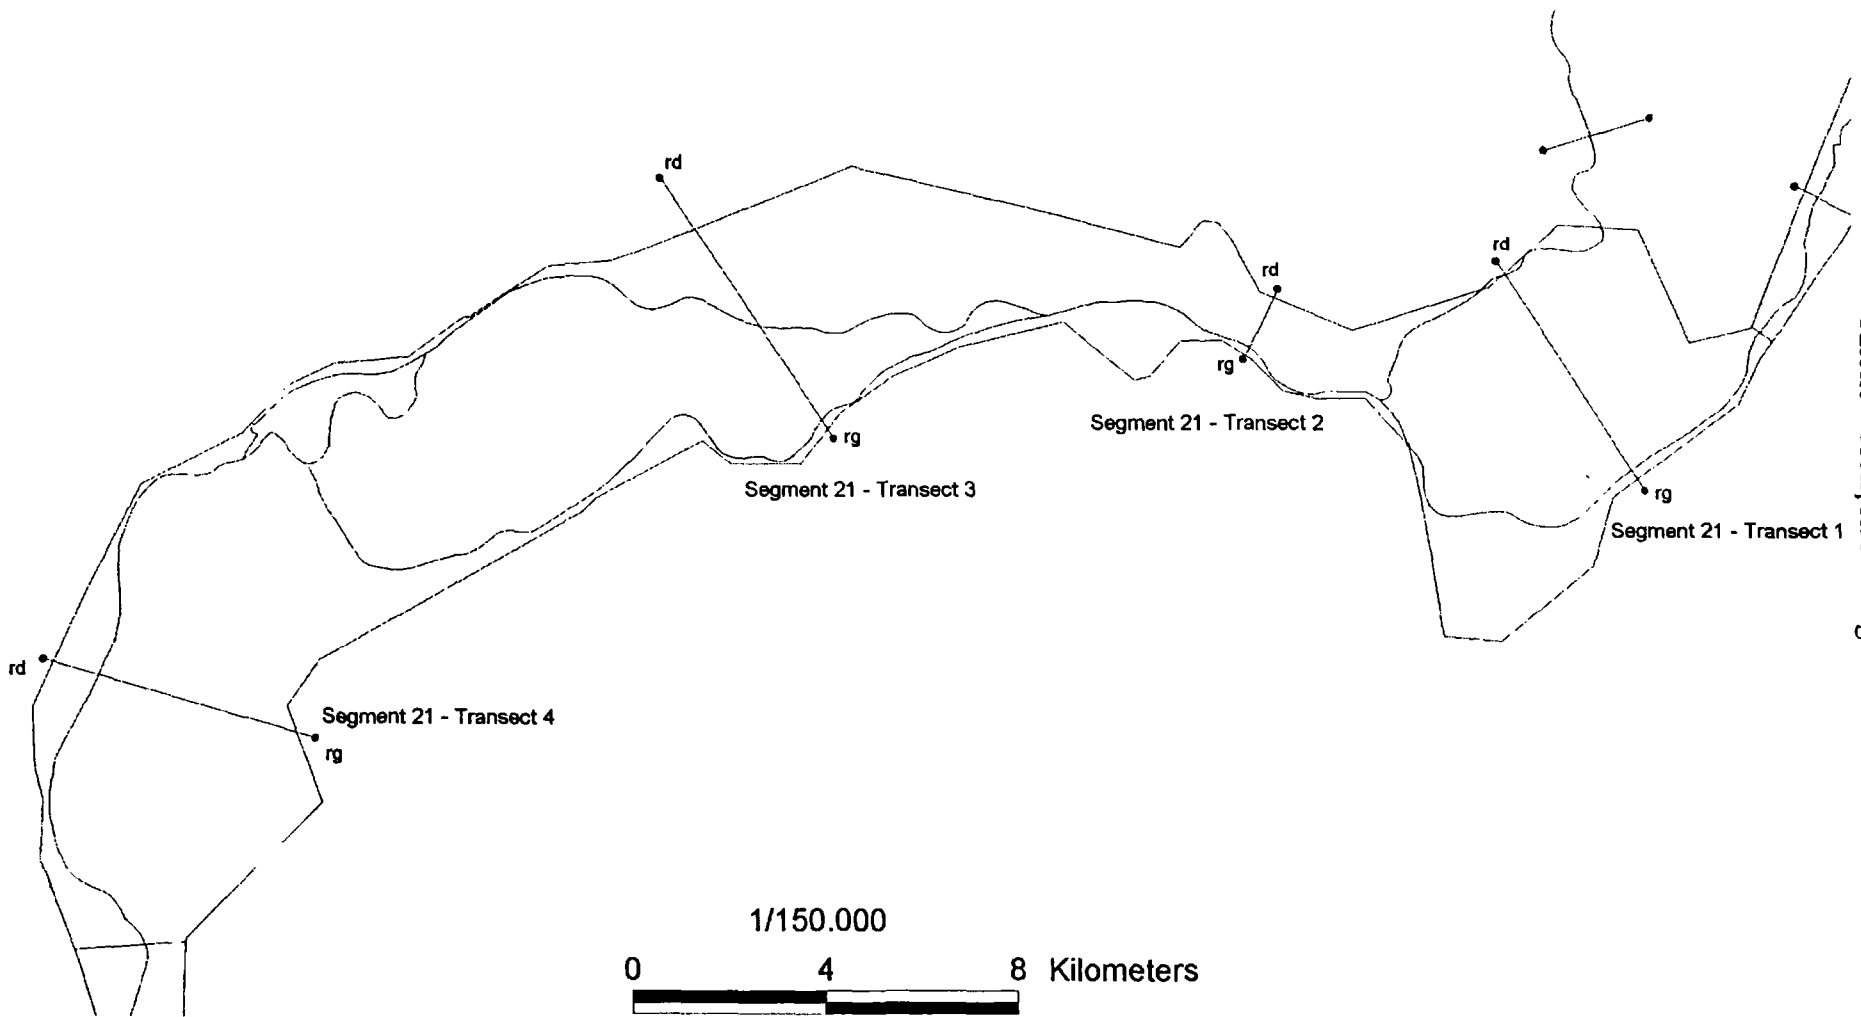 rd
rd
rd
rg
rg
Segment 21 - Transect 2
rg
Segment 21 - Transect 3
rg
Segment 21 - Transect 1
rd
Segment 21 - Transect 4
rg
1/150.000
0 4 8 Kilometers